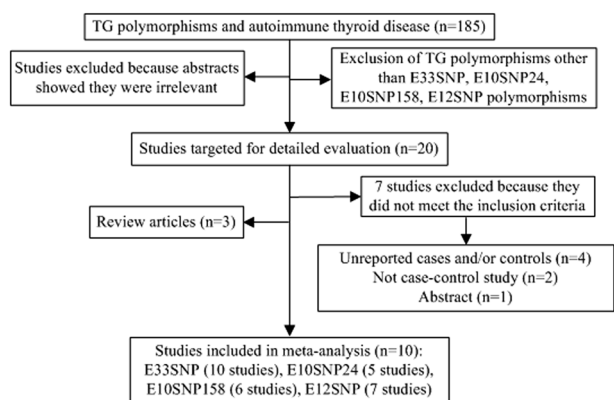 TG polymorphisms and autoimmune thyroid disease (n=185)
Studies excluded because abstracts
showed they were irrelevant
Exclusion of TG polymorphisms other
than E33SNP, E10SNP24,
E10SNP158, E12SNP polymorphisms
Studies targeted for detailed evaluation (n=20)
7 studies excluded because they
did not meet the inclusion criteria
Review articles (n=3)
Unreported cases and/or controls (n=4)
Not case-control study (n=2)
Abstract (n=1)
Studies included in meta-analysis (n=10):
E33SNP (10 studies), E10SNP24 (5 studies),
E10SNP158 (6 studies), E12SNP (7 studies)